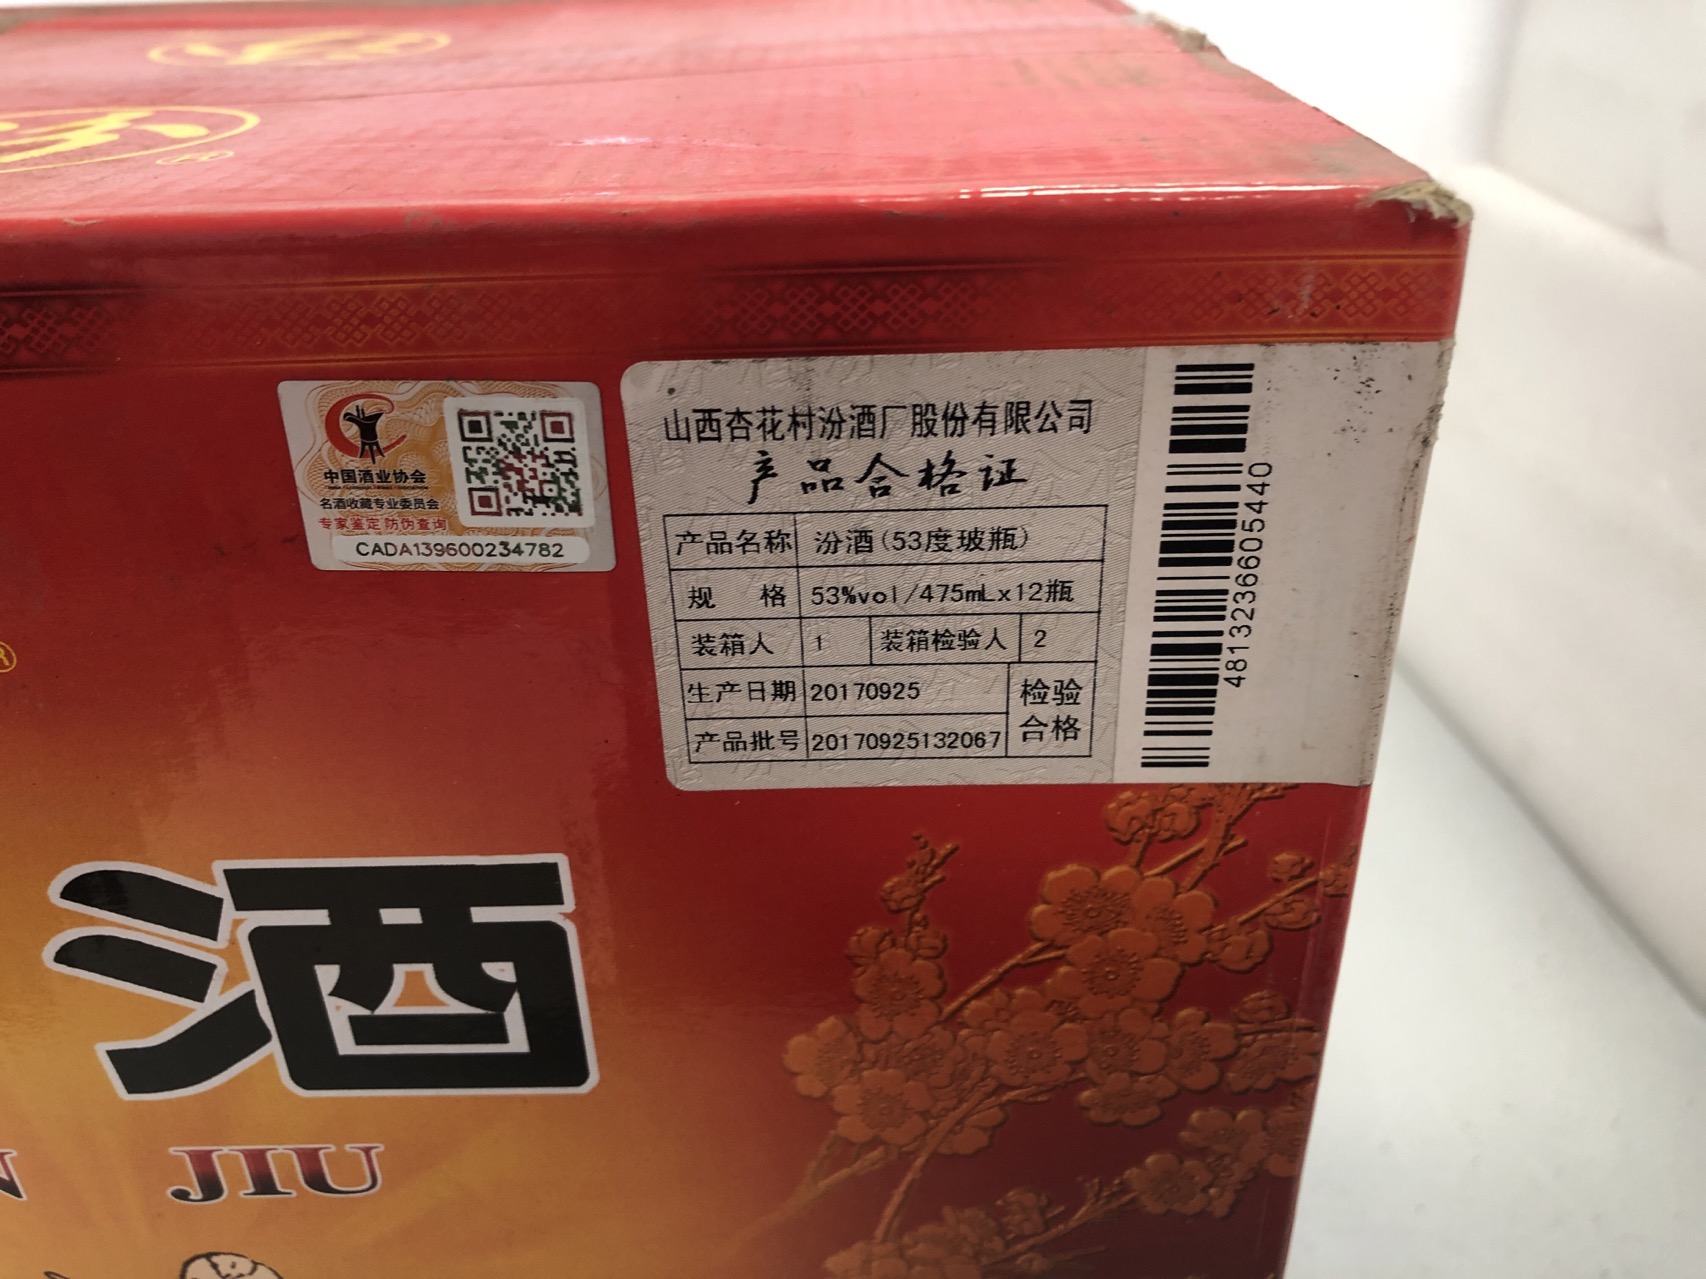 中国酒业协会
名酒收藏专业委员会
专家鉴定 防伪查询
CADA139600234782
山西杏花村汾酒厂股份有限公司
产品合格证
产品名称 汾酒(53度玻瓶)
规 格 53%vol/475mL×12瓶
装箱人 1 装箱检验人 2
生产日期 20170925
检验合格
产品批号 20170925132067
4813236605440
酒
JIU
®